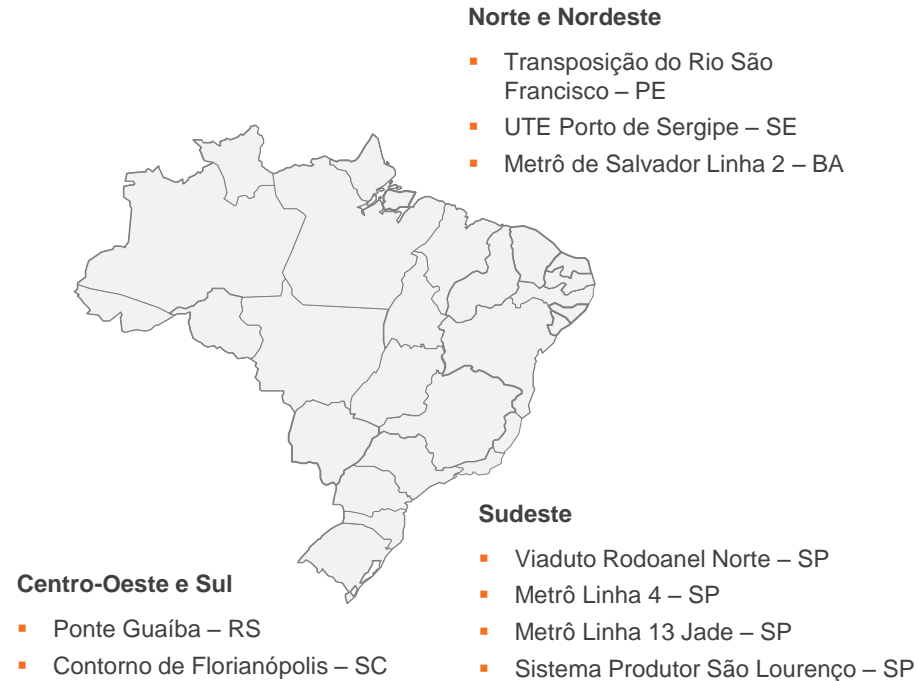 Norte e Nordeste
▪ Transposição do Rio São
Francisco – PE
▪ UTE Porto de Sergipe – SE
▪ Metrô de Salvador Linha 2 – BA
Sudeste
▪ Viaduto Rodoanel Norte – SP
▪ Metrô Linha 4 – SP
▪ Metrô Linha 13 Jade – SP
▪ Sistema Produtor São Lourenço – SP
Centro-Oeste e Sul
▪ Ponte Guaíba – RS
▪ Contorno de Florianópolis – SC